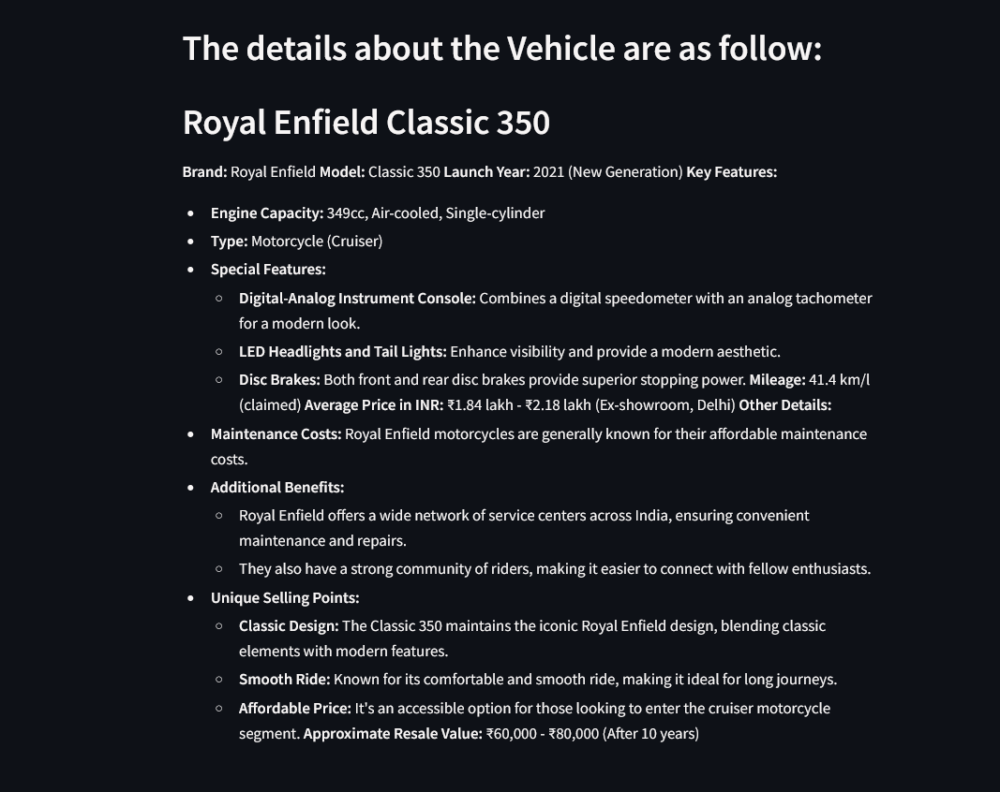 The details about the Vehicle are as follow:
Royal Enfield Classic 350
Brand: Royal Enfield Model: Classic 350 Launch Year: 2021 (New Generation) Key Features:
• Engine Capacity: 349cc, Air-cooled, Single-cylinder
• Type: Motorcycle (Cruiser)
• Special Features:
○ Digital-Analog Instrument Console: Combines a digital speedometer with an analog tachometer
for a modern look.
○ LED Headlights and Tail Lights: Enhance visibility and provide a modern aesthetic.
○ Disc Brakes: Both front and rear disc brakes provide superior stopping power. Mileage: 41.4 km/l
(claimed) Average Price in INR: ₹1.84 lakh - ₹2.18 lakh (Ex-showroom, Delhi) Other Details:
• Maintenance Costs: Royal Enfield motorcycles are generally known for their affordable maintenance
costs.
• Additional Benefits:
○ Royal Enfield offers a wide network of service centers across India, ensuring convenient
maintenance and repairs.
○ They also have a strong community of riders, making it easier to connect with fellow enthusiasts.
• Unique Selling Points:
○ Classic Design: The Classic 350 maintains the iconic Royal Enfield design, blending classic
elements with modern features.
○ Smooth Ride: Known for its comfortable and smooth ride, making it ideal for long journeys.
○ Affordable Price: It's an accessible option for those looking to enter the cruiser motorcycle
segment. Approximate Resale Value: ₹60,000 - ₹80,000 (After 10 years)